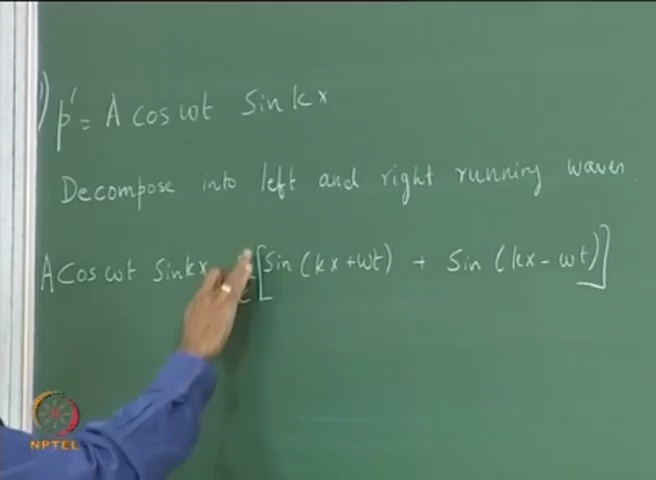 1) p' = A cos ωt sin kx
Decompose into left and right running waves.
A cos ωt sin kx [sin (kx+ωt) + sin (kx-ωt)]
NPTEL